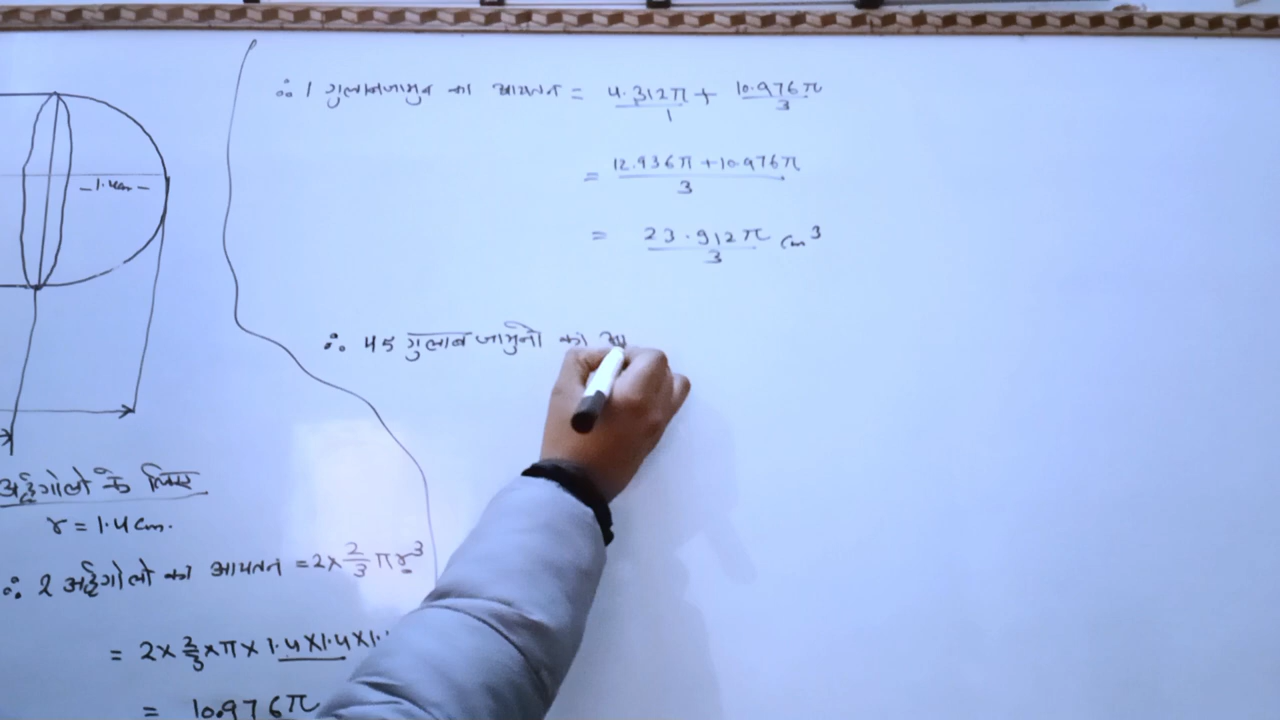 -1.4cm-
अर्द्धगोलो के लिए
r = 1.4 cm.
∴ 2 अर्द्धगोलो का आयतन = 2×2/3 πr³
= 2×2/3×π×1.4×1.4×1.
= 10.976π
∴ 1 गुलाबजामुन का आयतन = 4.312π/1 + 10.976π/3
= 12.936π+10.976π/3
= 23.912π/3 cm³
∴ 45 गुलाब जामुनो का आ